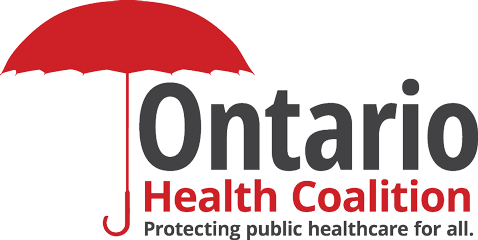 Ontario
Health Coalition
Protecting public healthcare for all.